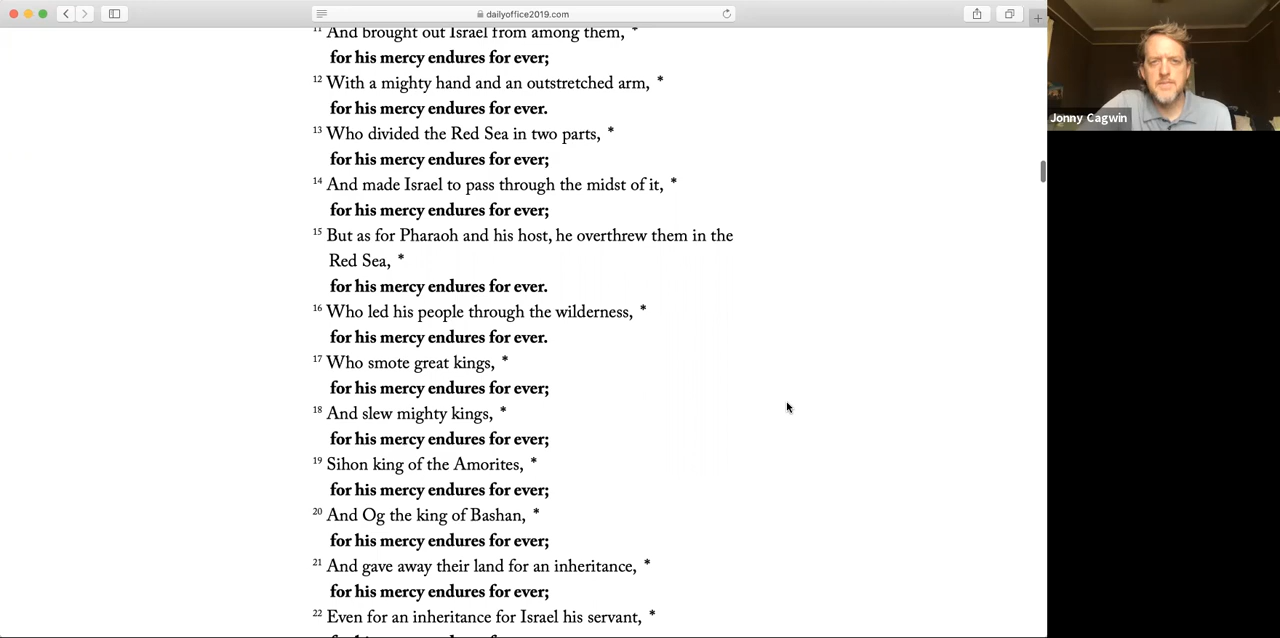 dailyoffice2019.com
11 And brought out Israel from among them, *
for his mercy endures for ever;
12 With a mighty hand and an outstretched arm, *
for his mercy endures for ever.
13 Who divided the Red Sea in two parts, *
for his mercy endures for ever;
14 And made Israel to pass through the midst of it, *
for his mercy endures for ever;
15 But as for Pharaoh and his host, he overthrew them in the
Red Sea, *
for his mercy endures for ever.
16 Who led his people through the wilderness, *
for his mercy endures for ever.
17 Who smote great kings, *
for his mercy endures for ever;
18 And slew mighty kings, *
for his mercy endures for ever;
19 Sihon king of the Amorites, *
for his mercy endures for ever;
20 And Og the king of Bashan, *
for his mercy endures for ever;
21 And gave away their land for an inheritance, *
for his mercy endures for ever;
22 Even for an inheritance for Israel his servant, *
Jonny Cagwin